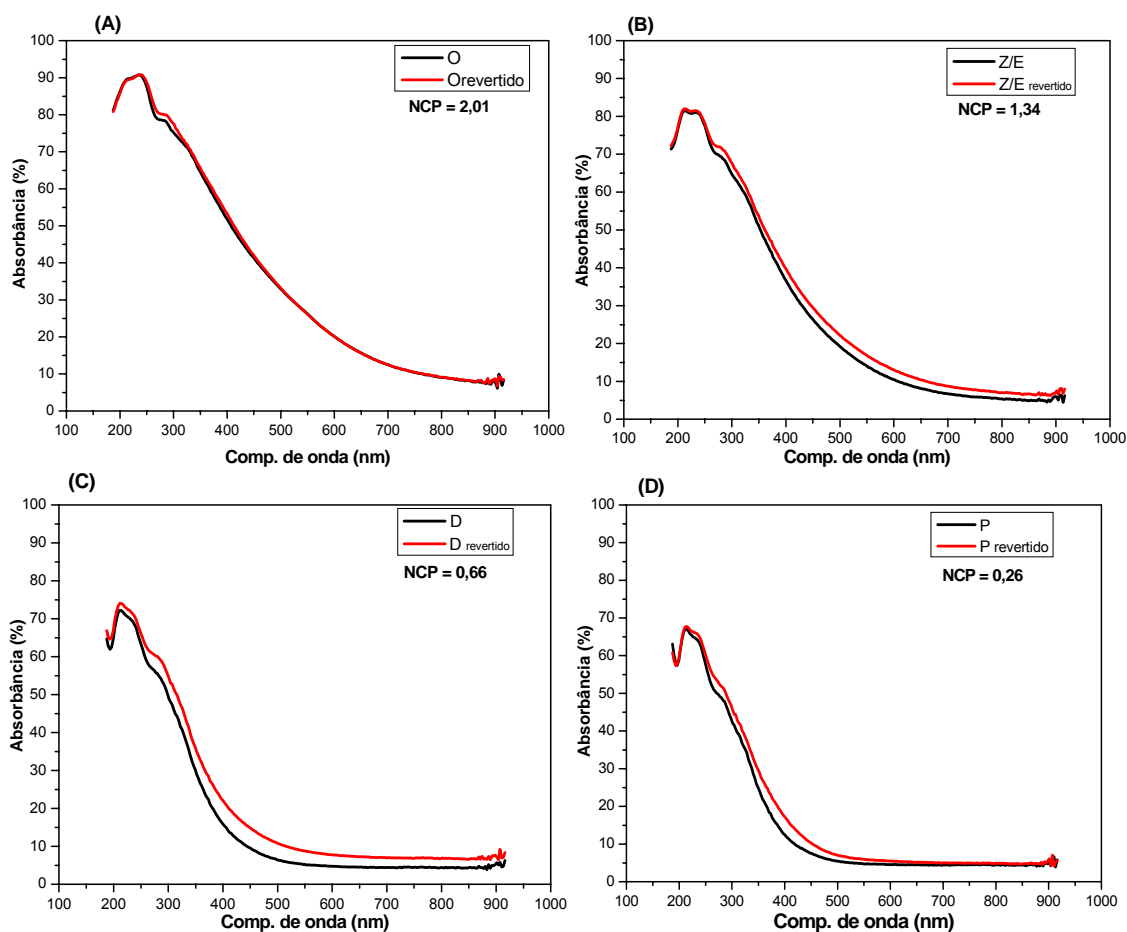 (A)
O
Orevertido
NCP = 2,01
Absorbância (%)
100
90
80
70
60
50
40
30
20
10
0
100 200 300 400 500 600 700 800 900 1000
Comp. de onda (nm)
(B)
Z/E
Z/E revertido
NCP = 1,34
Absorbância (%)
100
90
80
70
60
50
40
30
20
10
0
100 200 300 400 500 600 700 800 900 1000
Comp. de onda (nm)
(C)
D
D revertido
NCP = 0,66
Absorbância (%)
100
90
80
70
60
50
40
30
20
10
0
100 200 300 400 500 600 700 800 900 1000
Comp. de onda (nm)
(D)
P
P revertido
NCP = 0,26
Absorbância (%)
100
90
80
70
60
50
40
30
20
10
0
100 200 300 400 500 600 700 800 900 1000
Comp. de onda (nm)